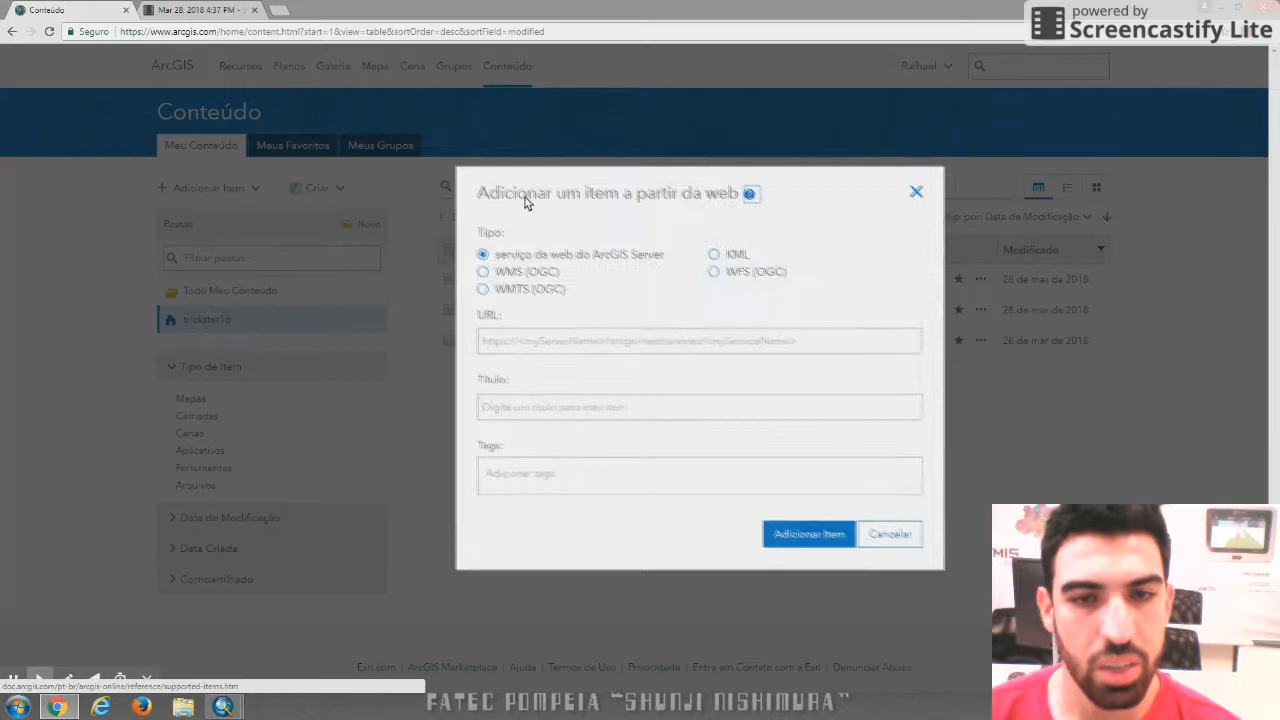 Conteúdo
Mar 28, 2018 4:37 PM -
powered by
Screencastify Lite
Seguro
https://www.arcgis.com/home/content.html?start=1&view=table&sortOrder=desc&sortField=modified
ArcGIS Recursos Planos Galeria Mapa Cena Grupos Conteúdo Rafhael
Conteúdo
Meu Conteúdo Meus Favoritos Meus Grupos
Adicionar Item Criar
Pastas Novo
Filtrar pastas
Todo Meu Conteúdo
trickster16
Tipo de Item
Mapas
Camadas
Cenas
Aplicativos
Ferramentas
Arquivos
Data de Modificação
Data Criada
Compartilhado
por: Data de Modificação
Modificado
28 de mar de 2018
28 de mar de 2018
28 de mar de 2018
Adicionar um item a partir da web
Tipo:
serviço da web do ArcGIS Server KML
WMS (OGC) WFS (OGC)
WMTS (OGC)
URL:
https://<myServerName>/arcgis/rest/services/<myServiceName>
Título:
Digite um título para este item
Tags:
Adicionar tags
Adicionar Item Cancelar
Esri.com | ArcGIS Marketplace | Ajuda | Termos de Uso | Privacidade | Entre em Contato com a Esri | Denunciar Abuso
doc.arcgis.com/pt-br/arcgis-online/reference/supported-items.htm
FATEC POMPEIA "SHUNJI NISHIMURA"